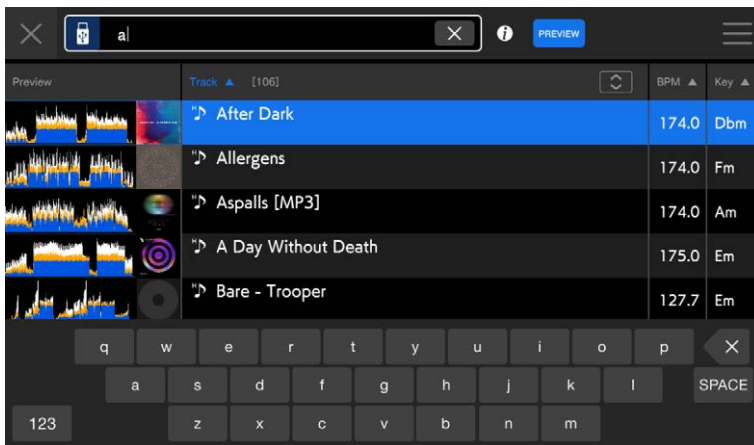 a
i PREVIEW
Preview Track ▲ [106] BPM ▲ Key ▲
After Dark 174.0 Dbm
Allergens 174.0 Fm
Aspalls [MP3] 174.0 Am
A Day Without Death 175.0 Em
Bare - Trooper 127.7 Em
q w e r t y u i o p
a s d f g h j k l SPACE
123 z x c v b n m